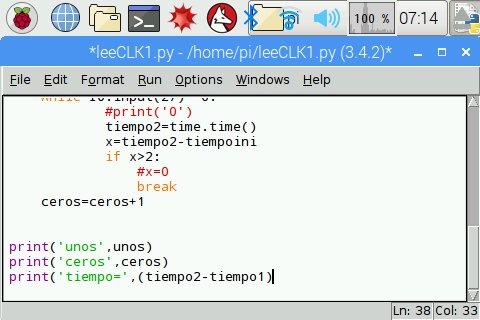 100 % 07:14
*leeCLK1.py - /home/pi/leeCLK1.py (3.4.2)*
File Edit Format Run Options Windows Help
#print('0')
tiempo2=time.time()
x=tiempo2-tiempoini
if x>2:
#x=0
break
ceros=ceros+1
print('unos',unos)
print('ceros',ceros)
print('tiempo=',(tiempo2-tiempo1)
Ln: 38 Col: 33